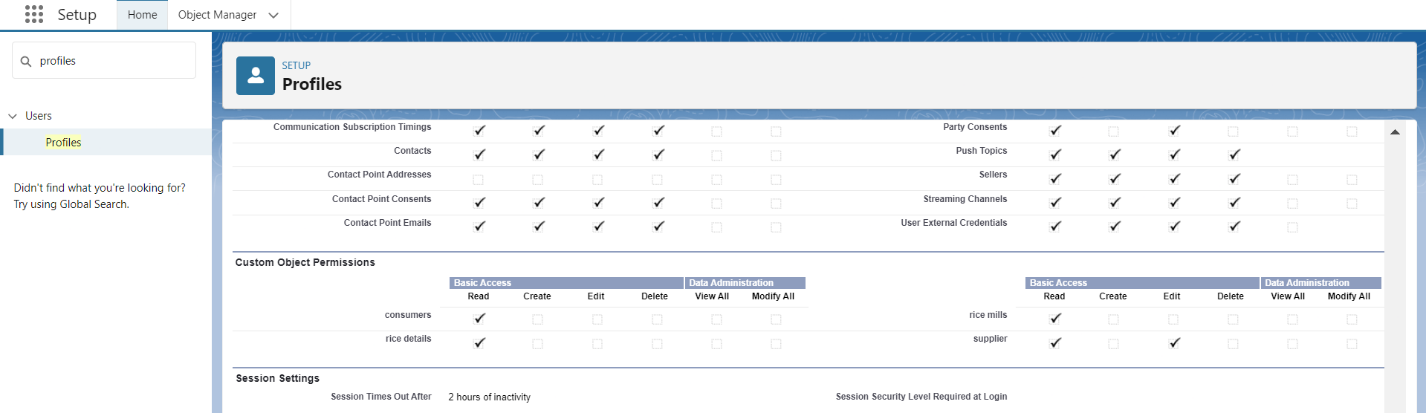 Setup Home Object Manager
profiles
Users
Profiles
Didn't find what you're looking for?
Try using Global Search.
SETUP
Profiles
Communication Subscription Timings Party Consents
Contacts Push Topics
Contact Point Addresses Sellers
Contact Point Consents Streaming Channels
Contact Point Emails User External Credentials
Custom Object Permissions
Basic Access Data Administration Basic Access Data Administration
Read Create Edit Delete View All Modify All Read Create Edit Delete View All Modify All
consumers rice mills
rice details supplier
Session Settings
Session Times Out After 2 hours of inactivity Session Security Level Required at Login